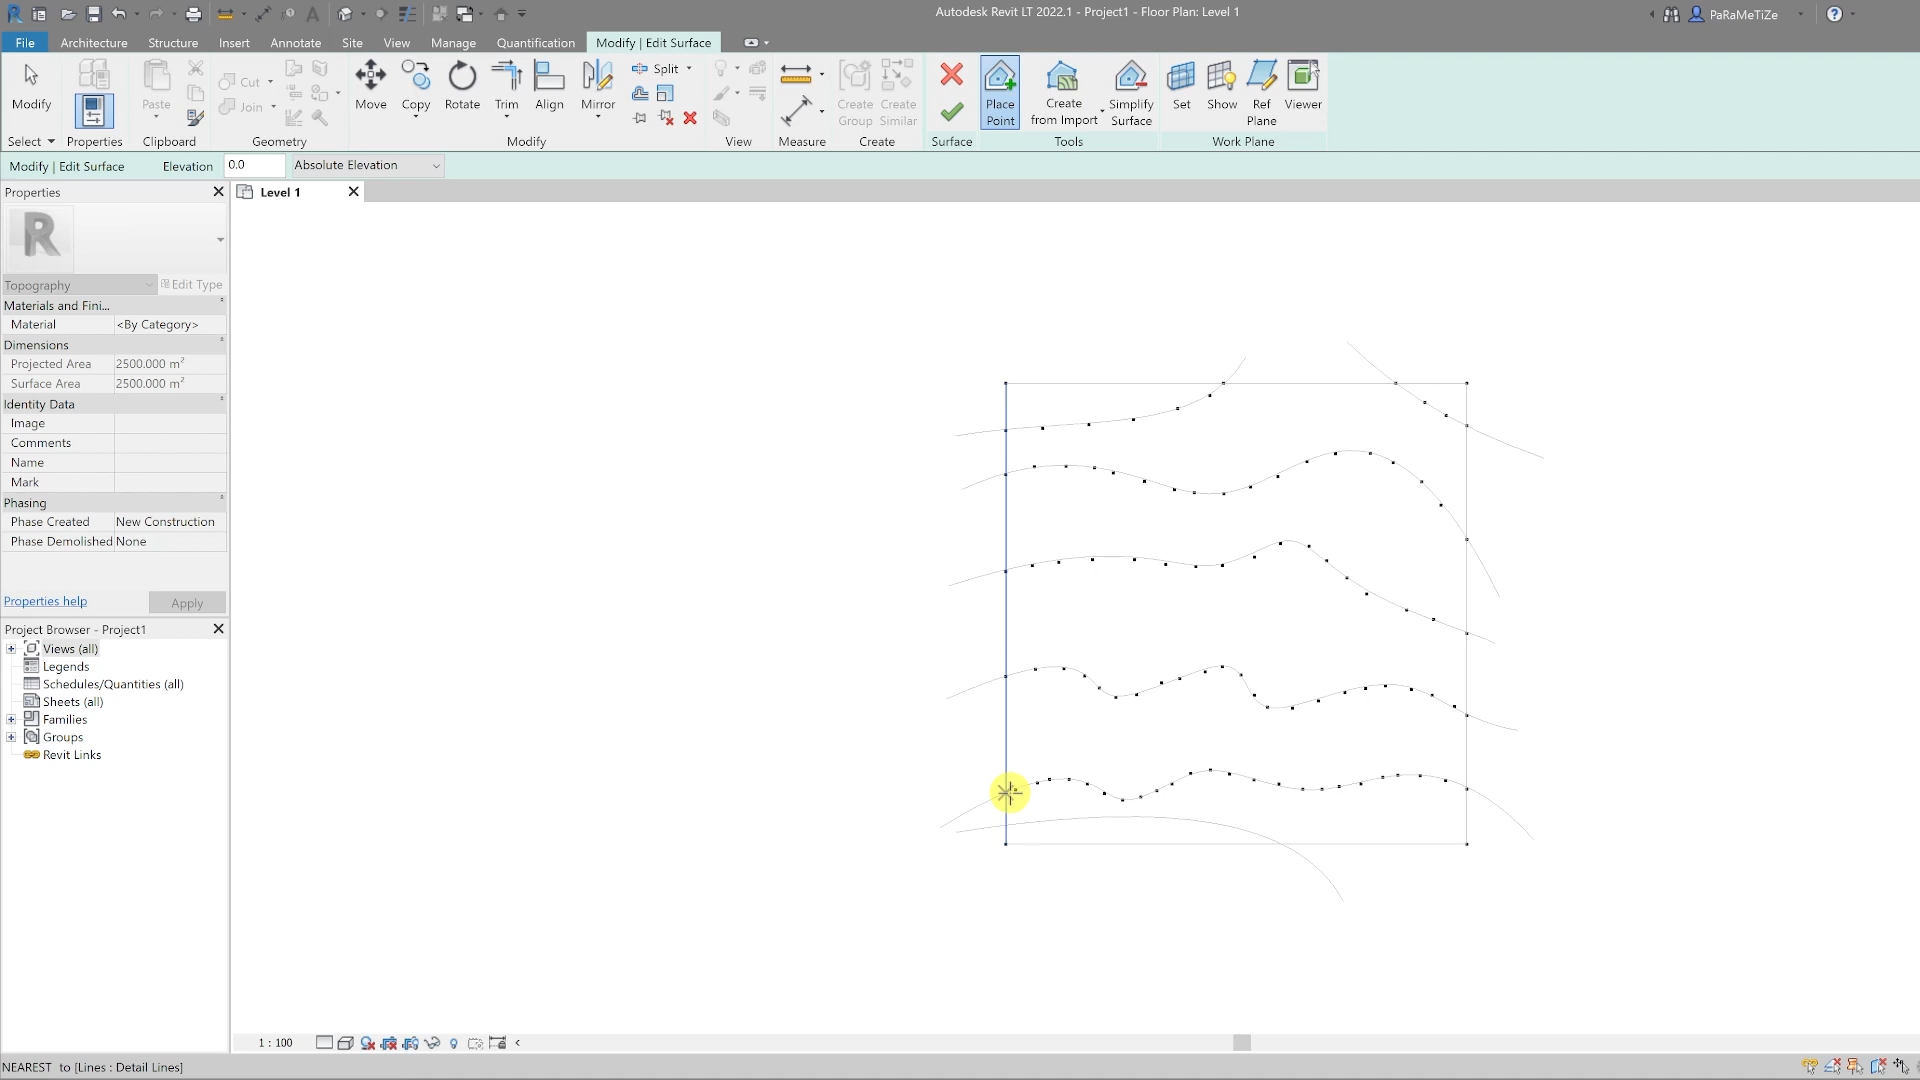 Autodesk Revit LT 2022.1 - Project1 - Floor Plan: Level 1
PaRaMeTiZe
File Architecture Structure Insert Annotate Site View Manage Quantification Modify | Edit Surface
Modify
Paste
Cut
Join
Move Copy Rotate Trim Align Mirror
Split
Create Group
Create Similar
Place Point
Create from Import
Simplify Surface
Set Show Ref Plane Viewer
Select Properties Clipboard Geometry Modify View Measure Create Surface Tools Work Plane
Modify | Edit Surface Elevation 0.0 Absolute Elevation
Properties
Level 1
R
Topography Edit Type
Materials and Fini...
Material <By Category>
Dimensions
Projected Area 2500.000 m²
Surface Area 2500.000 m²
Identity Data
Image
Comments
Name
Mark
Phasing
Phase Created New Construction
Phase Demolished None
Properties help Apply
Project Browser - Project1
Views (all)
Legends
Schedules/Quantities (all)
Sheets (all)
Families
Groups
Revit Links
1 : 100
NEAREST to [Lines : Detail Lines]